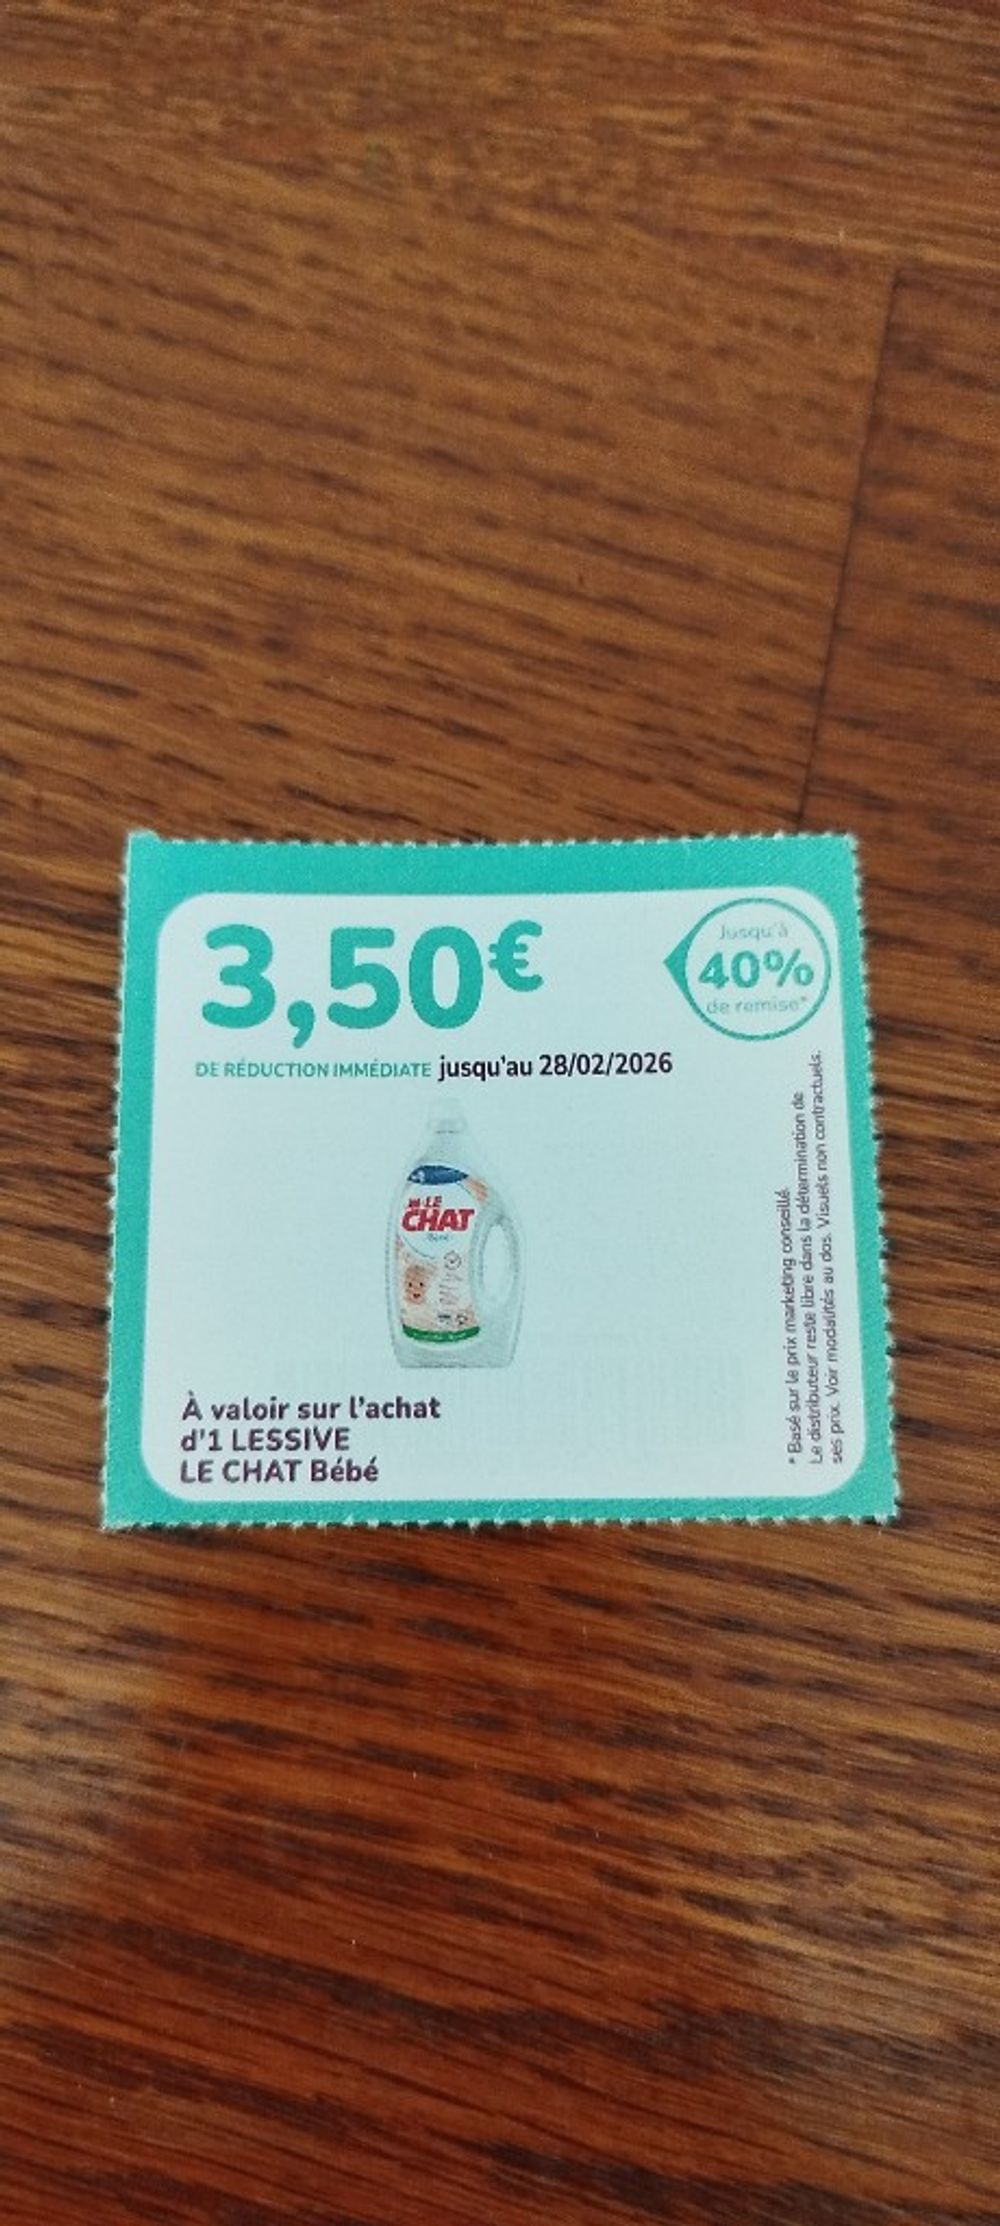 3,50€
Jusqu'à
40%
de remise*
DE RÉDUCTION IMMÉDIATE jusqu'au 28/02/2026
LE
CHAT
Bébé
À valoir sur l'achat
d'1 LESSIVE
LE CHAT Bébé
* Basé sur le prix marketing conseillé.
Le distributeur reste libre dans la détermination de
ses prix. Voir modalités au dos. Visuels non contractuels.